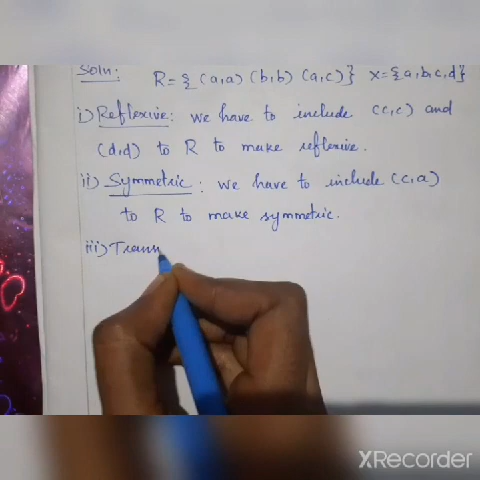 Soln:
R = { (a,a) (b,b) (a,c) } X = {a,b,c,d}
i) Reflexive: we have to include (c,c) and
(d,d) to R to make reflexive.
ii) Symmetric: we have to include (c,a)
to R to make symmetric.
iii) Trans
XRecorder